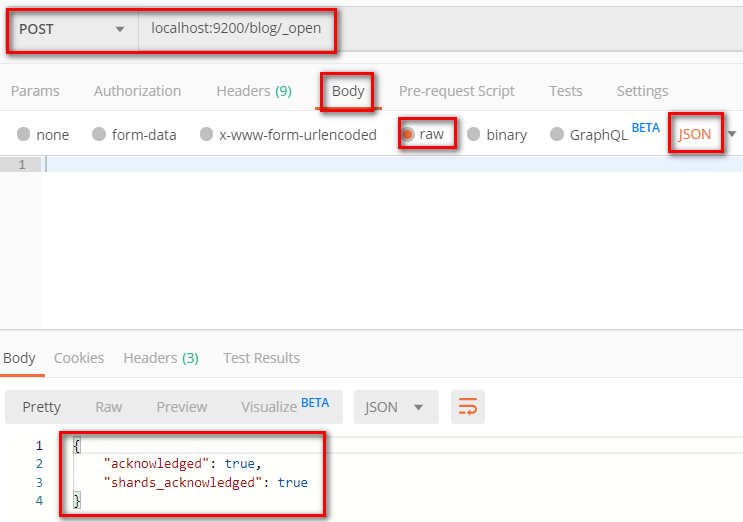 POST localhost:9200/blog/_open
Params Authorization Headers (9) Body Pre-request Script Tests Settings
none form-data x-www-form-urlencoded raw binary GraphQL BETA JSON
1
Body Cookies Headers (3) Test Results
Pretty Raw Preview Visualize BETA JSON
1 {
2 "acknowledged": true,
3 "shards_acknowledged": true
4 }